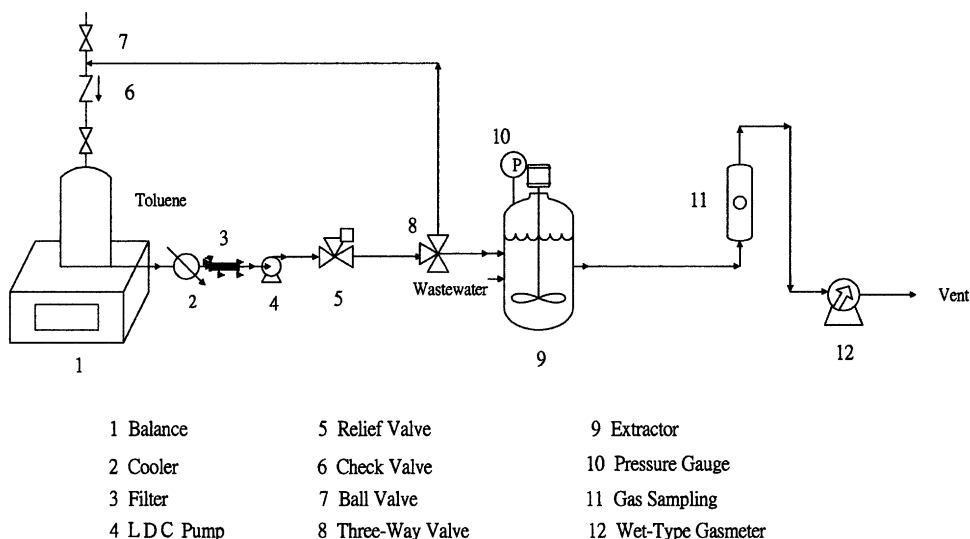 7
6
10
P
Toluene
11
3
8
Wastewater
2
4
5
Vent
1
9
12
1 Balance
5 Relief Valve
9 Extractor
2 Cooler
6 Check Valve
10 Pressure Gauge
3 Filter
7 Ball Valve
11 Gas Sampling
4 LDC Pump
8 Three-Way Valve
12 Wet-Type Gasmeter